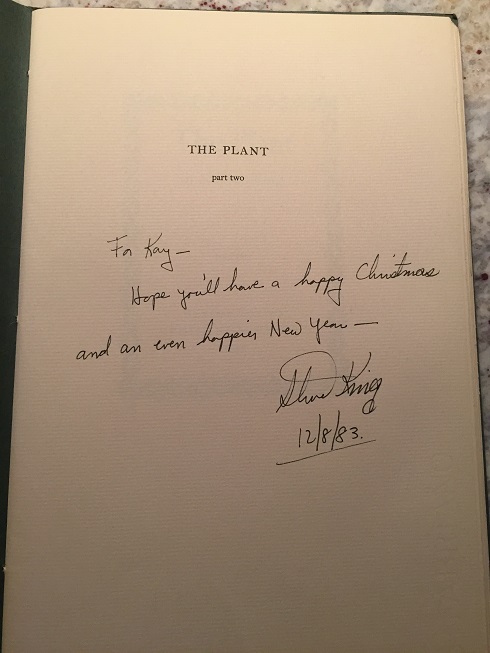 THE PLANT
part two
For Kay—
Hope you'll have a happy Christmas
and an even happier New Year—
Steve King
12/8/83.